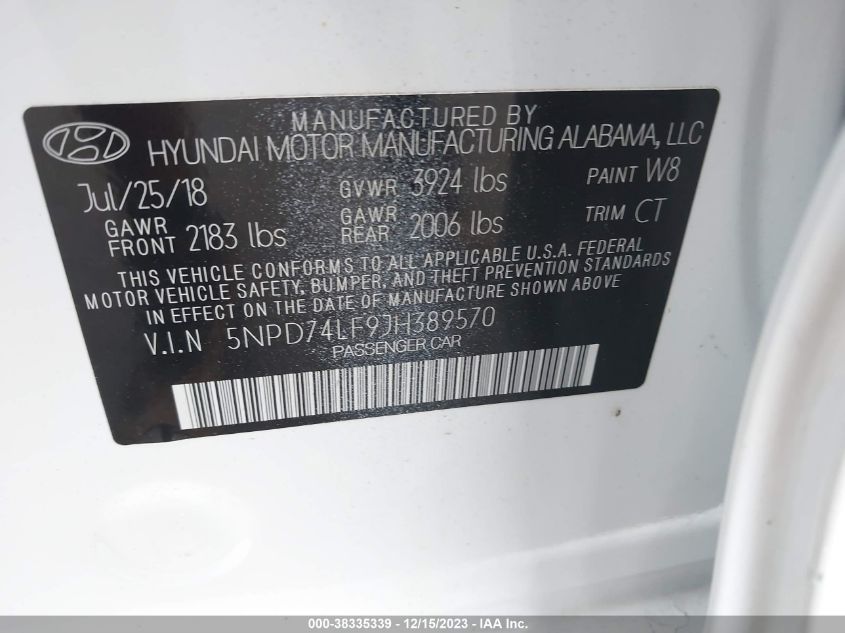 MANUFACTURED BY
HYUNDAI MOTOR MANUFACTURING ALABAMA, LLC
Jul/25/18 GVWR 3924 lbs PAINT W8
GAWR FRONT 2183 lbs GAWR REAR 2006 lbs TRIM CT
THIS VEHICLE CONFORMS TO ALL APPLICABLE U.S.A. FEDERAL
MOTOR VEHICLE SAFETY, BUMPER, AND THEFT PREVENTION STANDARDS
IN EFFECT ON THE DATE OF MANUFACTURE SHOWN ABOVE.
V.I.N 5NPD74LF9JH389570
PASSENGER CAR
000-38335339 - 12/15/2023 - IAA Inc.